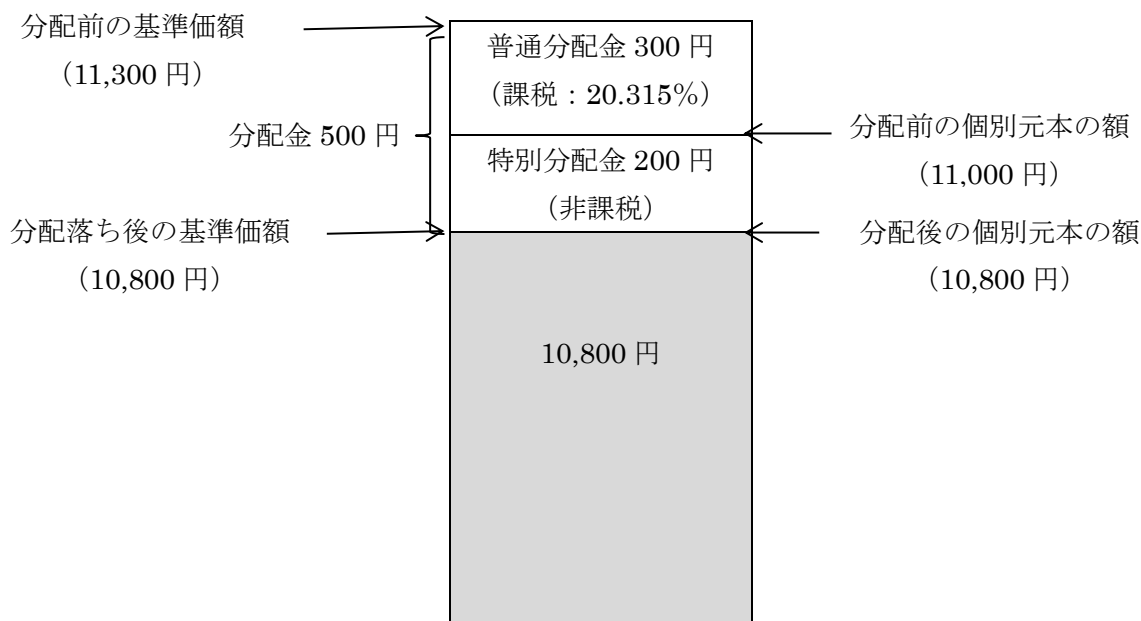 分配前の基準価額
(11,300 円)
普通分配金 300 円
(課税：20.315%)
分配金 500 円
分配前の個別元本の額
(11,000 円)
特別分配金 200 円
(非課税)
分配落ち後の基準価額
(10,800 円)
分配後の個別元本の額
(10,800 円)
10,800 円